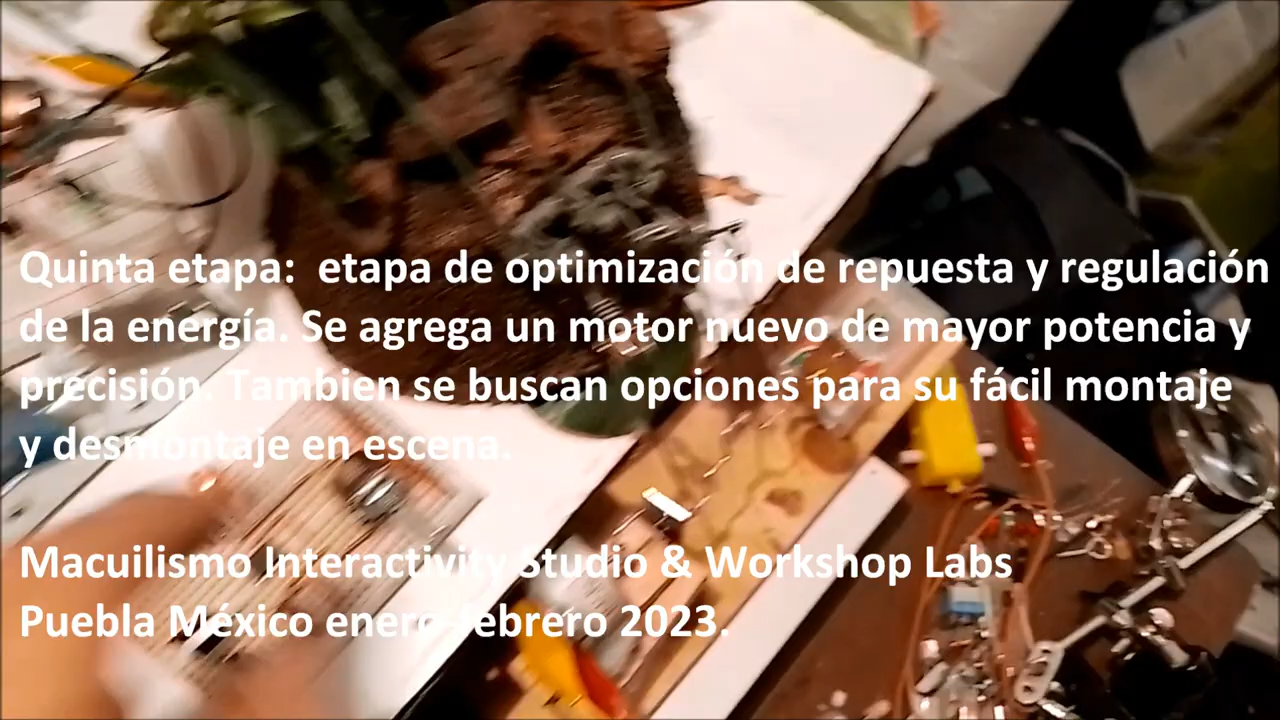 Quinta etapa:  etapa de optimización de repuesta y regulación
de la energía. Se agrega un motor nuevo de mayor potencia y
precisión. Tambien se buscan opciones para su fácil montaje
y desmontaje en escena.
Macuilismo Interactivity Studio & Workshop Labs
Puebla México enero-febrero 2023.